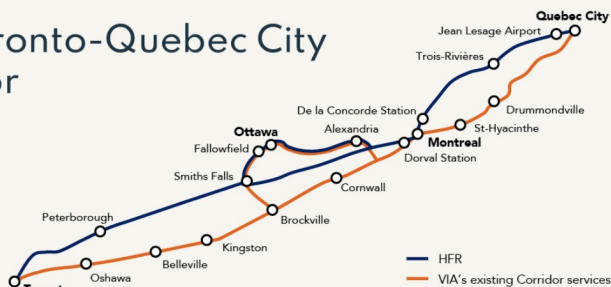 ronto-Quebec City
or
Quebec City
Jean Lesage Airport
Trois-Rivières
Drummondville
De la Concorde Station
St-Hyacinthe
Alexandria
Ottawa
Montreal
Fallowfield
Dorval Station
Smiths Falls
Cornwall
Brockville
Peterborough
Kingston
Belleville
Oshawa
HFR
VIA's existing Corridor services